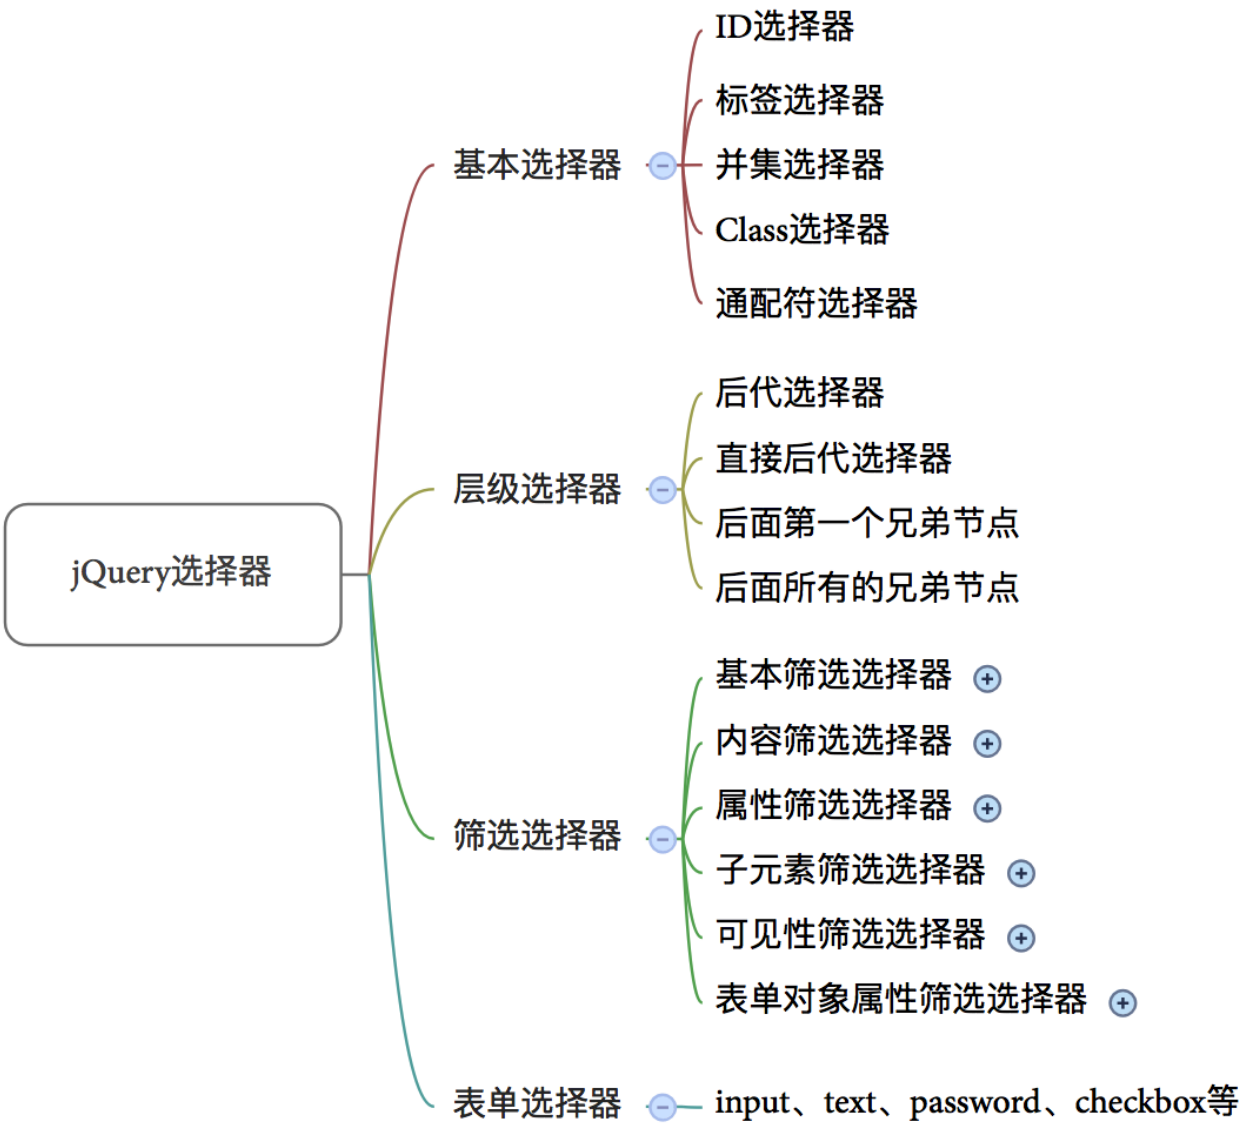 jQuery选择器
基本选择器
ID选择器
标签选择器
并集选择器
Class选择器
通配符选择器
层级选择器
后代选择器
直接后代选择器
后面第一个兄弟节点
后面所有的兄弟节点
筛选选择器
基本筛选选择器
内容筛选选择器
属性筛选选择器
子元素筛选选择器
可见性筛选选择器
表单对象属性筛选选择器
表单选择器
input、text、password、checkbox等